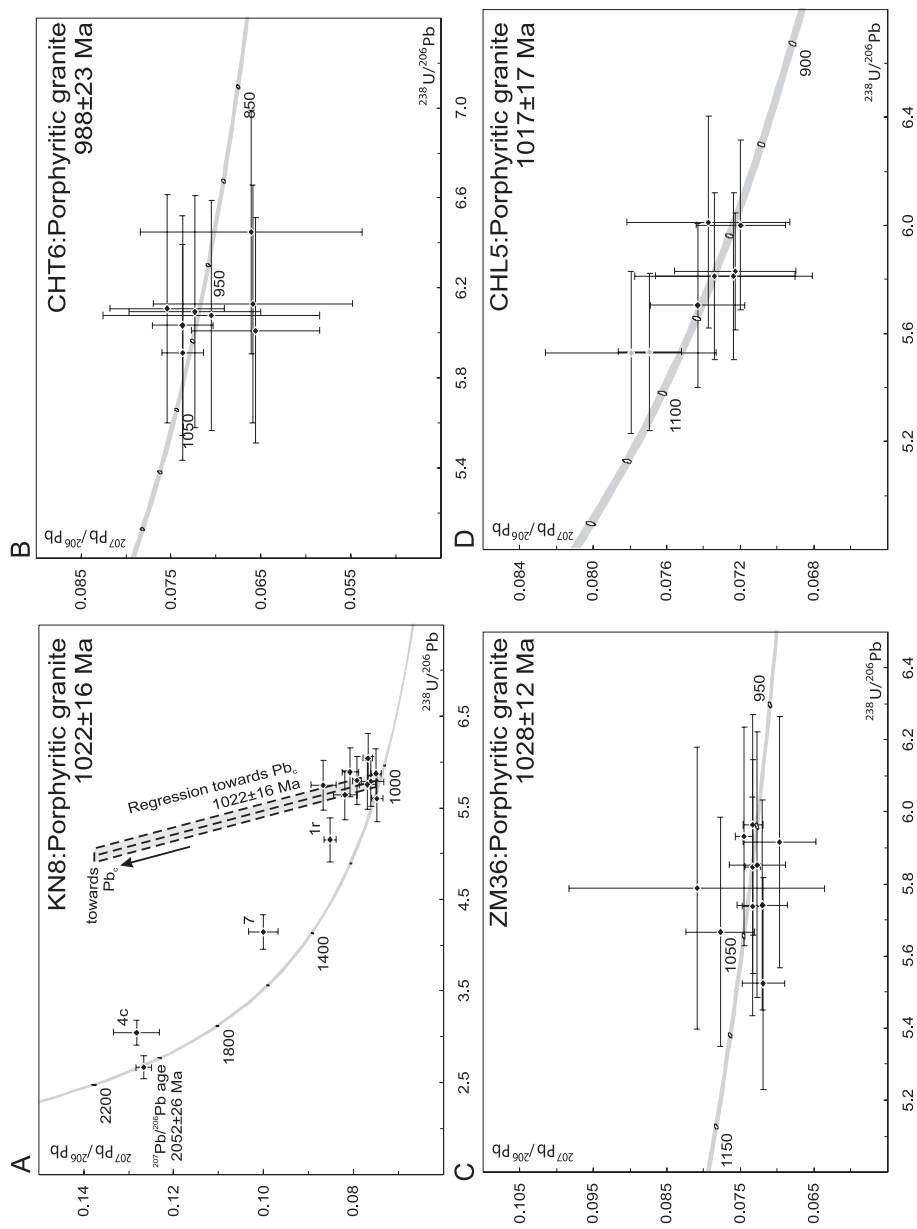 A
KN8:Porphyritic granite
1022±16 Ma
207Pb/206Pb
0.14
0.12
0.10
0.08
2200
4c
207Pb/206Pb age
2052±26 Ma
1800
7
1400
1r
towards
Pbc
Regression towards Pbc
1022±16 Ma
1000
238U/206Pb
2.5
3.5
4.5
5.5
6.5
B
CHT6:Porphyritic granite
988±23 Ma
207Pb/206Pb
0.085
0.075
0.065
0.055
1050
950
850
238U/206Pb
5.4
5.8
6.2
6.6
7.0
C
ZM36:Porphyritic granite
1028±12 Ma
207Pb/206Pb
0.105
0.095
0.085
0.075
0.065
1150
1050
950
238U/206Pb
5.2
5.4
5.6
5.8
6.0
6.2
6.4
D
CHL5:Porphyritic granite
1017±17 Ma
207Pb/206Pb
0.084
0.080
0.076
0.072
0.068
1100
900
238U/206Pb
5.2
5.6
6.0
6.4